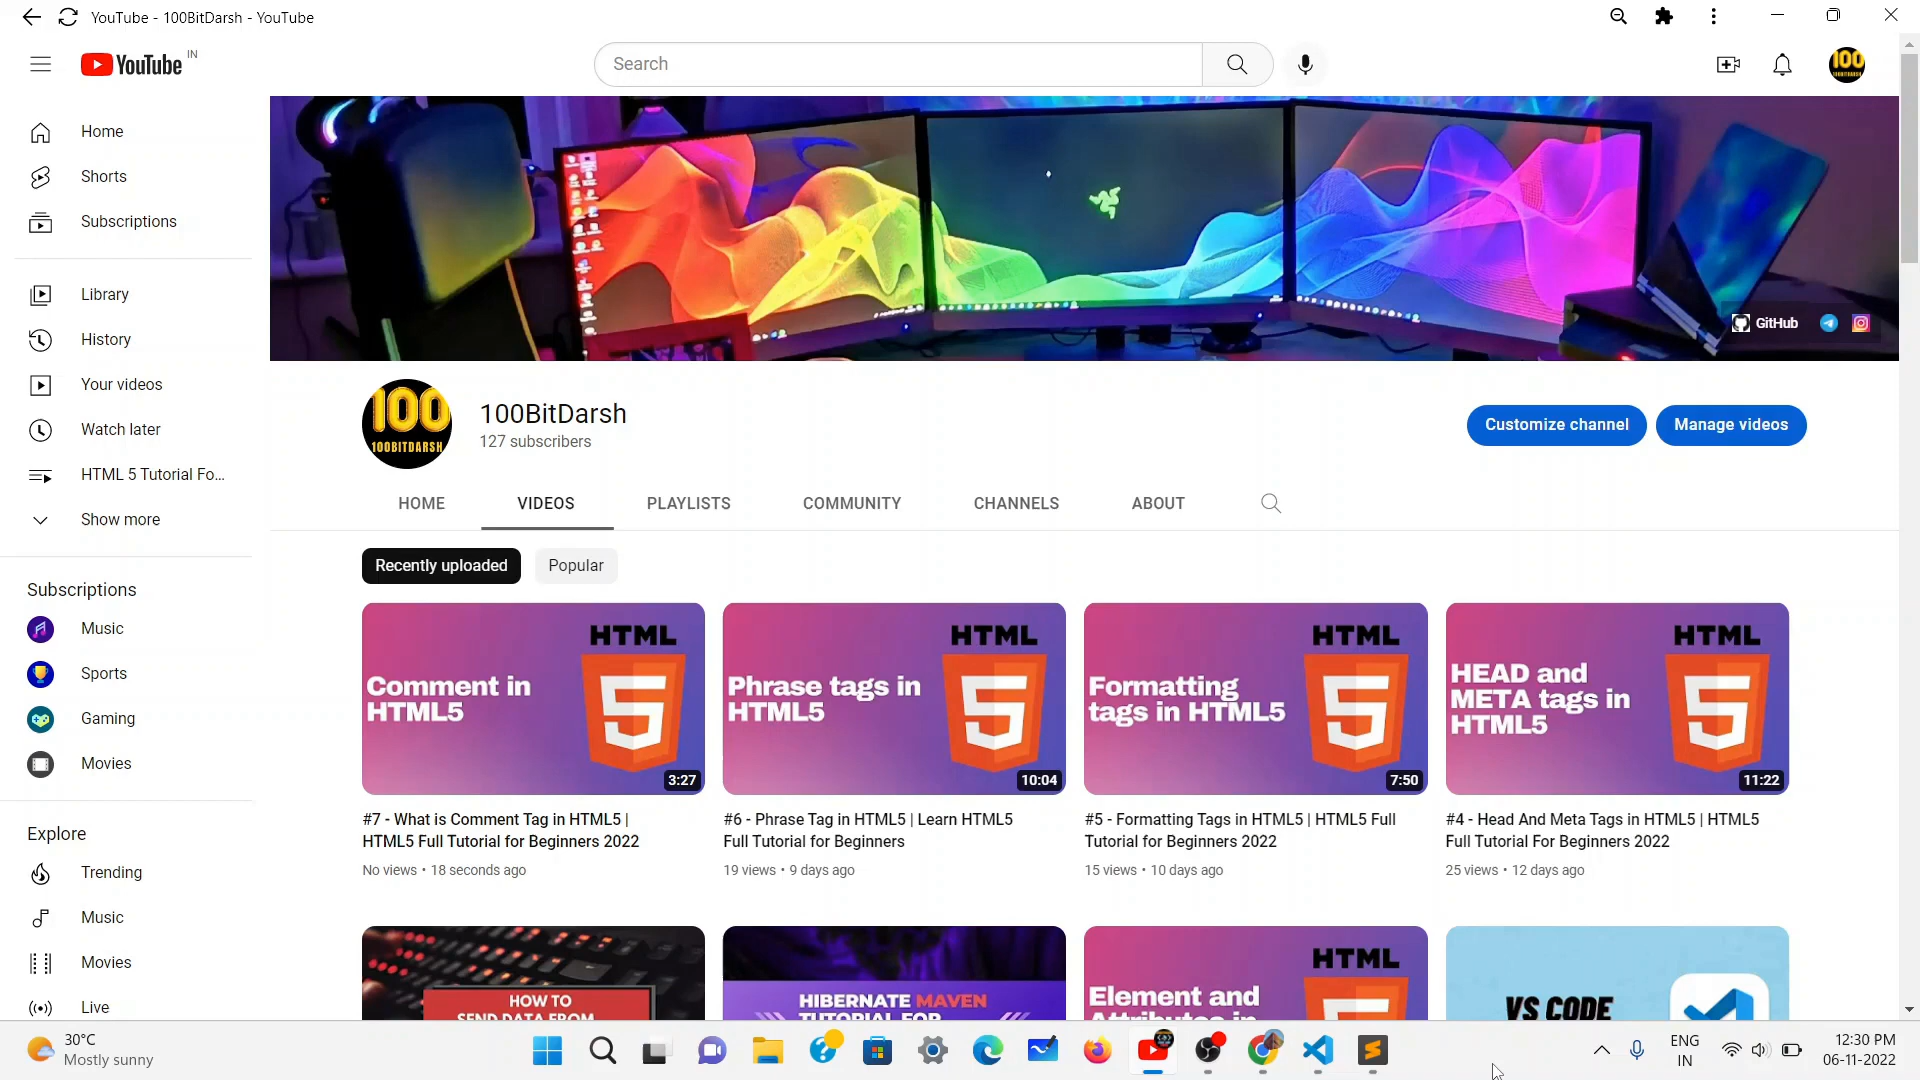 YouTube - 100BitDarsh - YouTube
YouTube IN
Search
100
100BITDARSH
Home
Shorts
Subscriptions
Library
History
Your videos
Watch later
HTML 5 Tutorial Fo...
Show more
Subscriptions
Music
Sports
Gaming
Movies
Explore
Trending
Music
Movies
Live
GitHub
100
100BITDARSH
100BitDarsh
127 subscribers
Customize channel
Manage videos
HOME
VIDEOS
PLAYLISTS
COMMUNITY
CHANNELS
ABOUT
Recently uploaded
Popular
HTML
5
Comment in
HTML5
3:27
#7 - What is Comment Tag in HTML5 |
HTML5 Full Tutorial for Beginners 2022
No views • 18 seconds ago
HTML
5
Phrase tags in
HTML5
10:04
#6 - Phrase Tag in HTML5 | Learn HTML5
Full Tutorial for Beginners
19 views • 9 days ago
HTML
5
Formatting
tags in HTML5
7:50
#5 - Formatting Tags in HTML5 | HTML5 Full
Tutorial for Beginners 2022
15 views • 10 days ago
HTML
5
HEAD and
META tags in
HTML5
11:22
#4 - Head And Meta Tags in HTML5 | HTML5
Full Tutorial For Beginners 2022
25 views • 12 days ago
HOW TO
SEND DATA FROM
HIBERNATE MAVEN
TUTORIAL FOR
HTML
Element and
Attributes in
VS CODE
30°C
Mostly sunny
ENG
IN
12:30 PM
06-11-2022